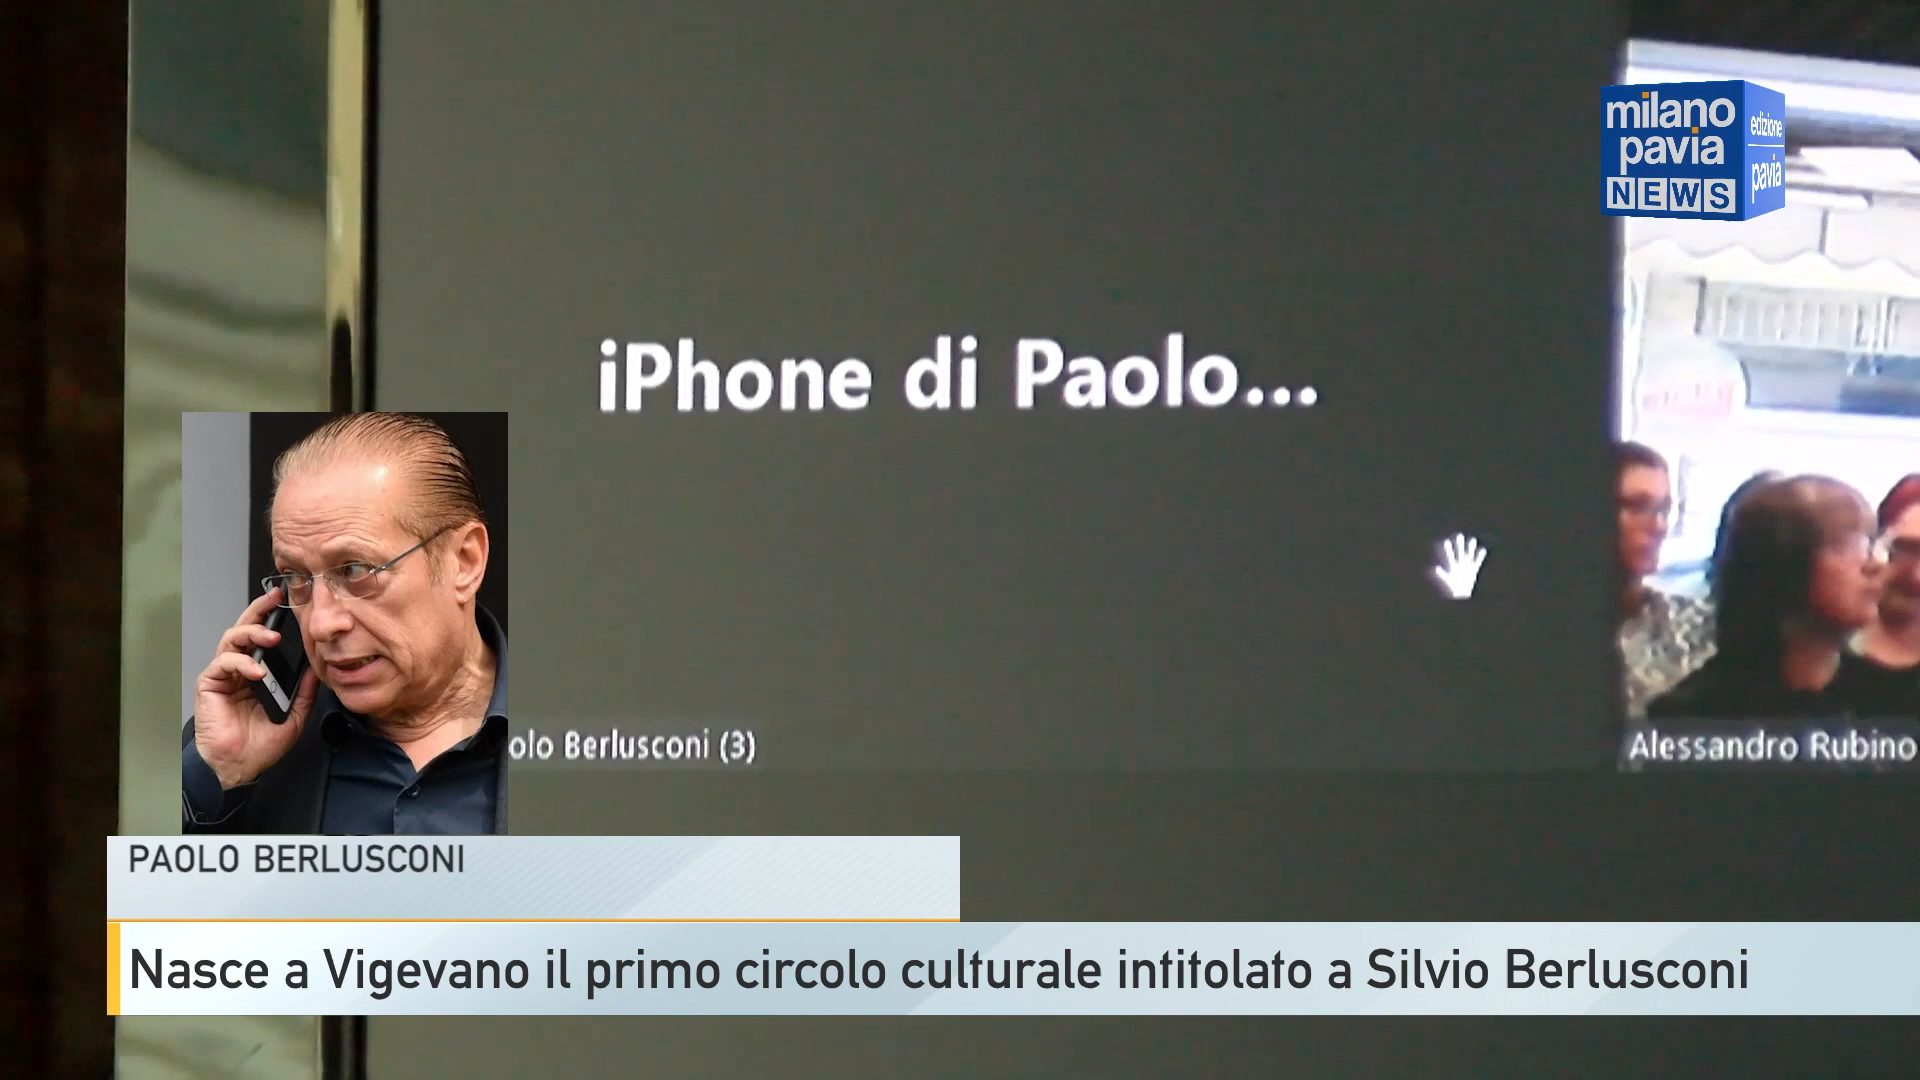 milano
pavia
NEWS
edizione
pavia
iPhone di Paolo...
olo Berlusconi (3)
Alessandro Rubino
PAOLO BERLUSCONI
Nasce a Vigevano il primo circolo culturale intitolato a Silvio Berlusconi